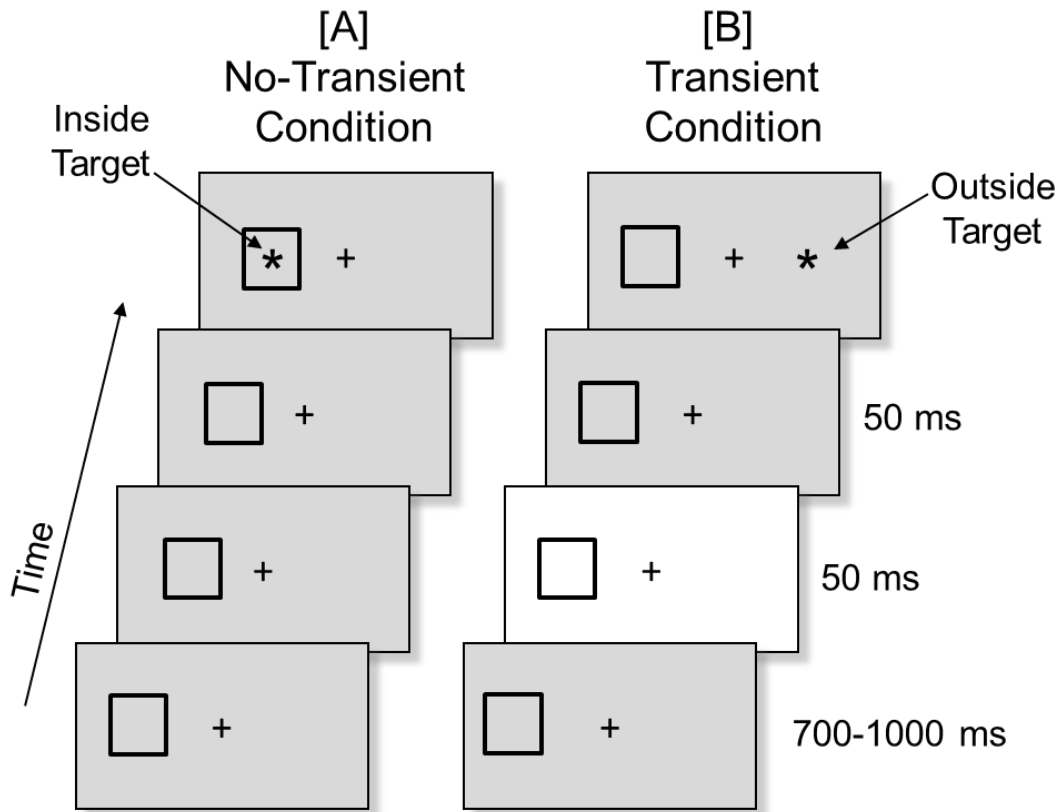 [A]
No-Transient
Condition
[B]
Transient
Condition
Inside
Target
Outside
Target
* +
+ *
+
+
50 ms
+
+
50 ms
+
+
700-1000 ms
Time